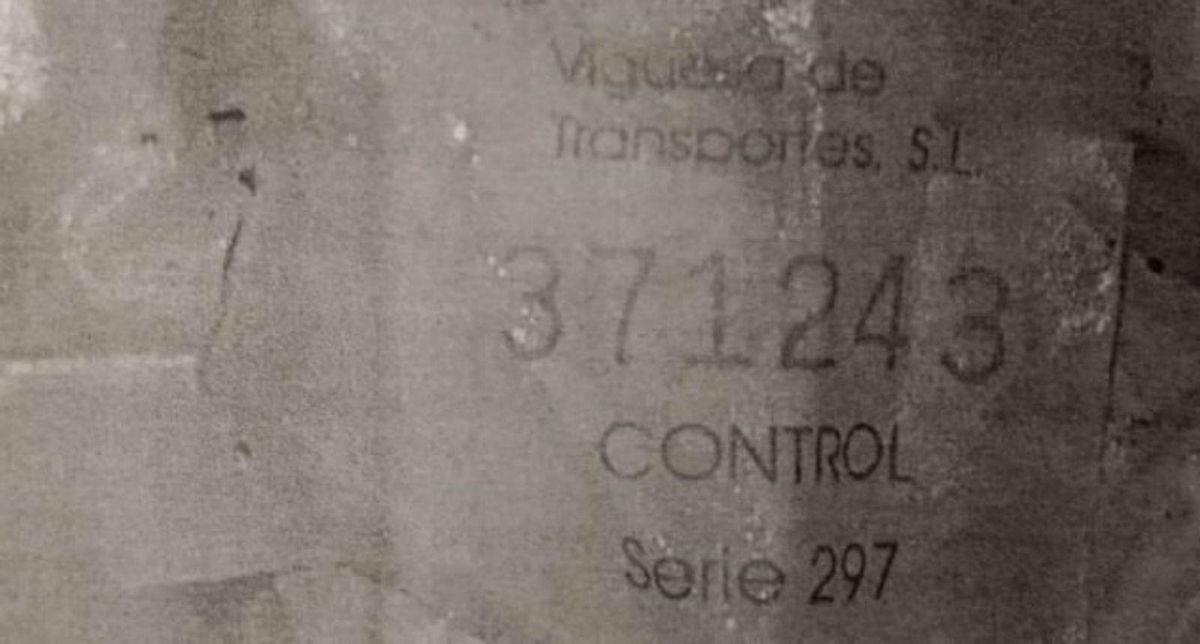 Viguesa de
Transportes, S.L.
371243
CONTROL
Serie 297